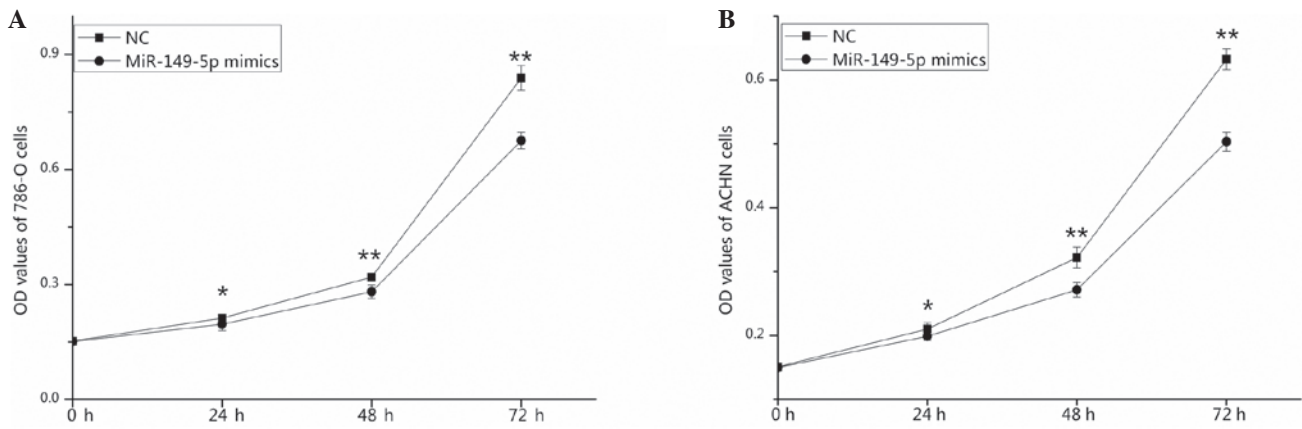 A
NC
MiR-149-5p mimics
OD values of 786-O cells
0.9
0.6
0.3
0.0
*
**
**
0 h
24 h
48 h
72 h
B
NC
MiR-149-5p mimics
OD values of ACHN cells
0.6
0.4
0.2
*
**
**
0 h
24 h
48 h
72 h